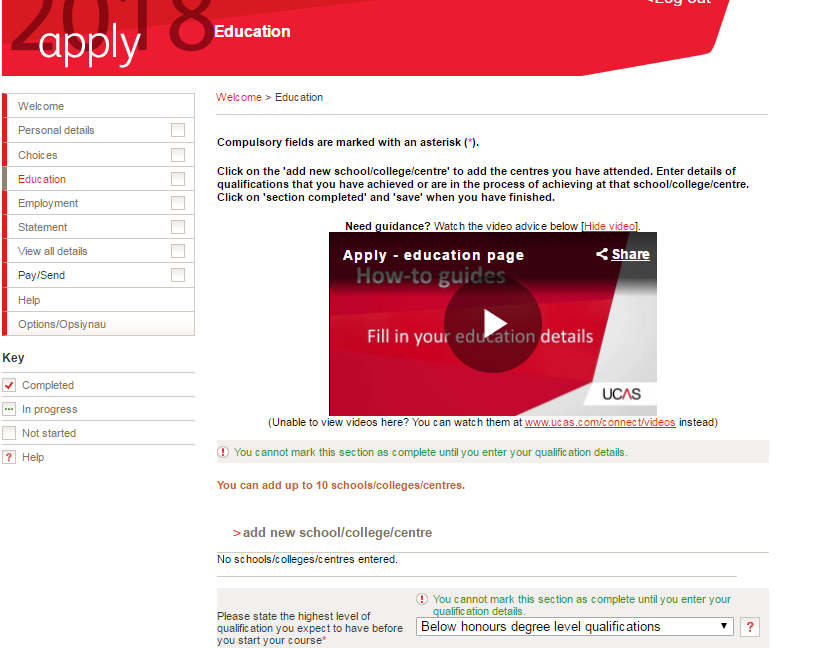 2018
apply
Education
<Log out
Welcome
Personal details
Choices
Education
Employment
Statement
View all details
Pay/Send
Help
Options/Opsiynau
Key
Completed
In progress
Not started
? Help
Welcome > Education
Compulsory fields are marked with an asterisk (*).
Click on the 'add new school/college/centre' to add the centres you have attended. Enter details of
qualifications that you have achieved or are in the process of achieving at that school/college/centre.
Click on 'section completed' and 'save' when you have finished.
Need guidance? Watch the video advice below [Hide video].
Apply - education page
Share
How-to guides
Fill in your education details
UCAS
(Unable to view videos here? You can watch them at www.ucas.com/connect/videos instead)
! You cannot mark this section as complete until you enter your qualification details.
You can add up to 10 schools/colleges/centres.
>add new school/college/centre
No schools/colleges/centres entered.
! You cannot mark this section as complete until you enter your
qualification details.
Please state the highest level of
qualification you expect to have before
you start your course*
Below honours degree level qualifications
?